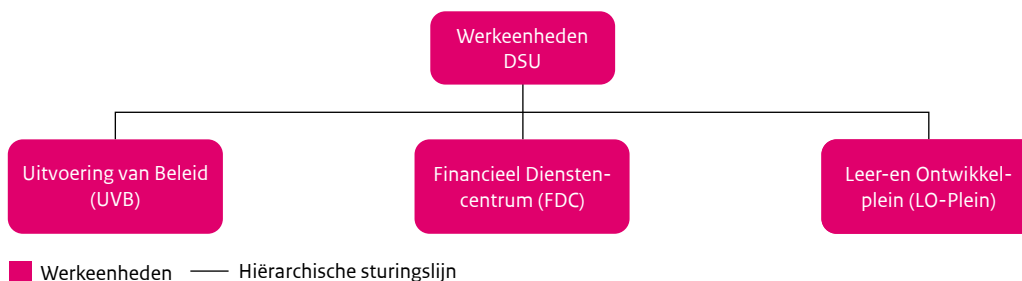 Werkeenheden
DSU
Uitvoering van Beleid
(UVB)
Financieel Diensten-
centrum (FDC)
Leer-en Ontwikkel-
plein (LO-Plein)
Werkeenheden
Hiërarchische sturingslijn